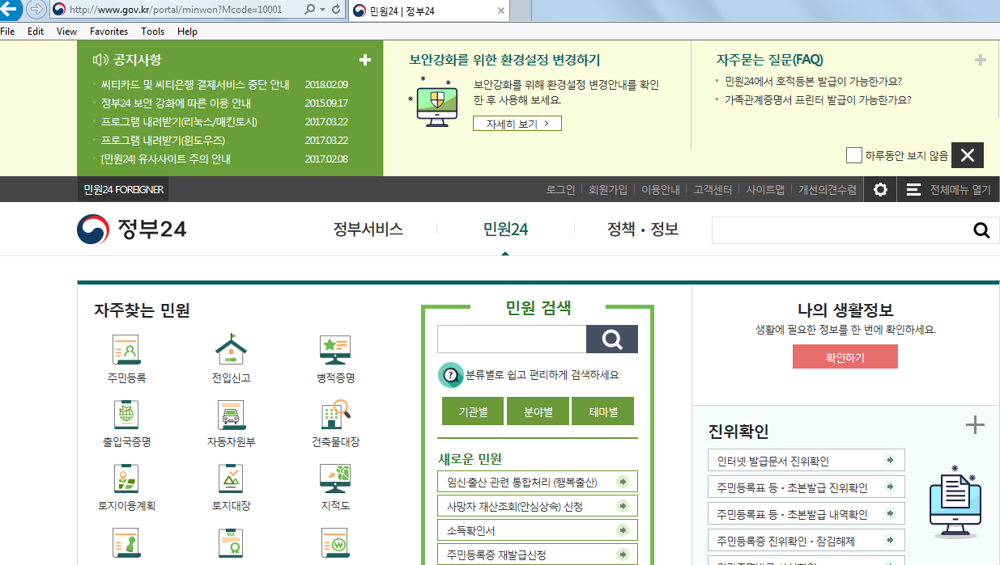 http://www.gov.kr/portal/minwon?Mcode=10001
민원24 | 정부24
File Edit View Favorites Tools Help
공지사항
씨티카드 및 씨티은행 결제서비스 중단 안내 2018.02.09
정부24 보안 강화에 따른 이용 안내 2015.09.17
프로그램 내려받기(리눅스/매킨토시) 2017.03.22
프로그램 내려받기(윈도우즈) 2017.03.22
[민원24] 유사사이트 주의 안내 2017.02.08
보안강화를 위한 환경설정 변경하기
보안강화를 위해 환경설정 변경안내를 확인
한 후 사용해 보세요.
자세히 보기 >
자주묻는 질문(FAQ)
민원24에서 호적등본 발급이 가능한가요?
가족관계증명서 프린터 발급이 가능한가요?
하루동안 보지 않음
민원24 FOREIGNER
로그인 회원가입 이용안내 고객센터 사이트맵 개선의견수렴 전체메뉴 열기
정부24
정부서비스 민원24 정책·정보
자주찾는 민원
주민등록 전입신고 병적증명
출입국증명 자동차원부 건축물대장
토지이용계획 토지대장 지적도
TAX
민원 검색
분류별로 쉽고 편리하게 검색하세요
기관별 분야별 테마별
새로운 민원
임신·출산 관련 통합처리 (행복출산)
사망자 재산조회(안심상속) 신청
소득확인서
주민등록증 재발급신청
나의 생활정보
생활에 필요한 정보를 한 번에 확인하세요.
확인하기
진위확인
인터넷 발급문서 진위확인
주민등록표 등·초본발급 진위확인
주민등록표 등·초본발급 내역확인
주민등록증 진위확인·잠김해제